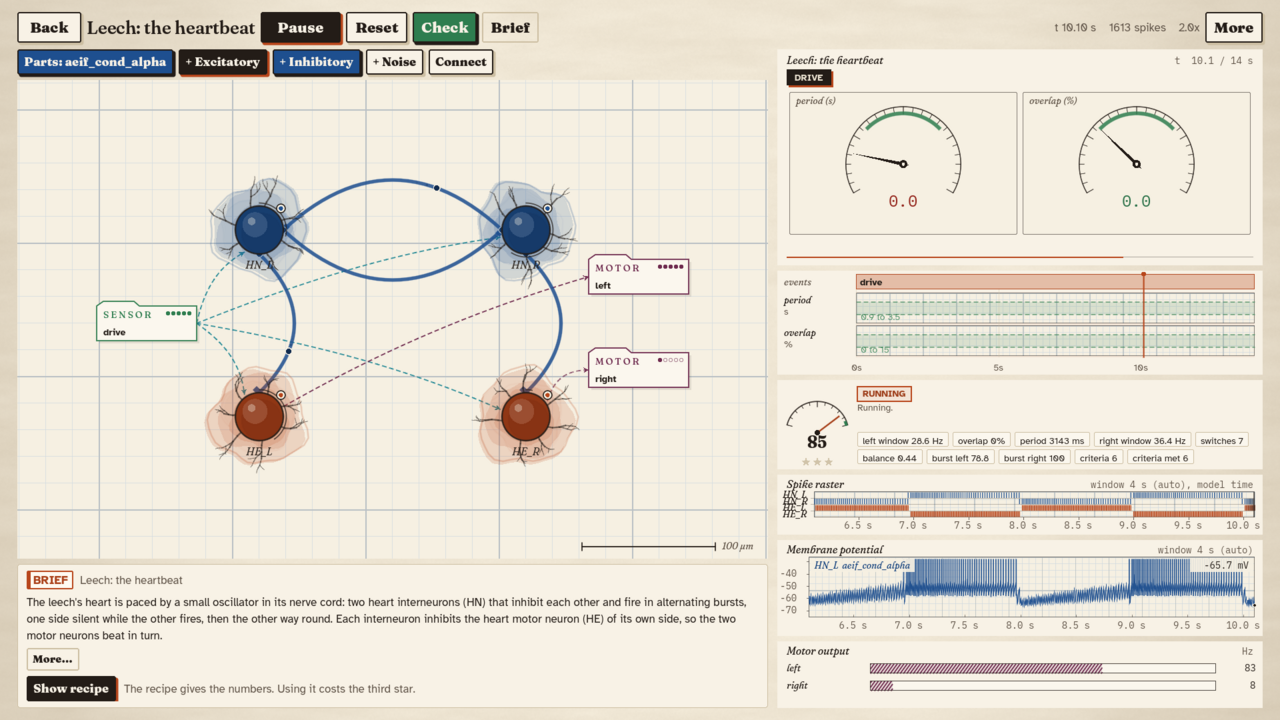 Back Leech: the heartbeat Pause Reset Check Brief t 10.10 s 1613 spikes 2.0x More
Parts: aeif_cond_alpha + Excitatory + Inhibitory + Noise Connect
HN_R
HE_L
HE_R
SENSOR
drive
MOTOR
left
MOTOR
right
100 µm
BRIEF Leech: the heartbeat
The leech's heart is paced by a small oscillator in its nerve cord: two heart interneurons (HN) that inhibit each other and fire in alternating bursts,
one side silent while the other fires, then the other way round. Each interneuron inhibits the heart motor neuron (HE) of its own side, so the two
motor neurons beat in turn.
More...
Show recipe The recipe gives the numbers. Using it costs the third star.
Leech: the heartbeat t 10.1 / 14 s
DRIVE
period (s) overlap (%)
0.0 0.0
events drive
period
s
0.9 to 3.5
overlap
%
0 to 15
0s 5s 10s
RUNNING
Running.
85
left window 28.6 Hz overlap 0% period 3143 ms right window 36.4 Hz switches 7
balance 0.44 burst left 78.8 burst right 100 criteria 6 criteria met 6
Spike raster window 4 s (auto), model time
HN_L
HN_R
HE_L
HE_R
6.5 s 7.0 s 7.5 s 8.0 s 8.5 s 9.0 s 9.5 s 10.0 s
Membrane potential window 4 s (auto)
HN_L aeif_cond_alpha -65.7 mV
-40
-50
-60
-70
6.5 s 7.0 s 7.5 s 8.0 s 8.5 s 9.0 s 9.5 s 10.0 s
Motor output Hz
left 83
right 8